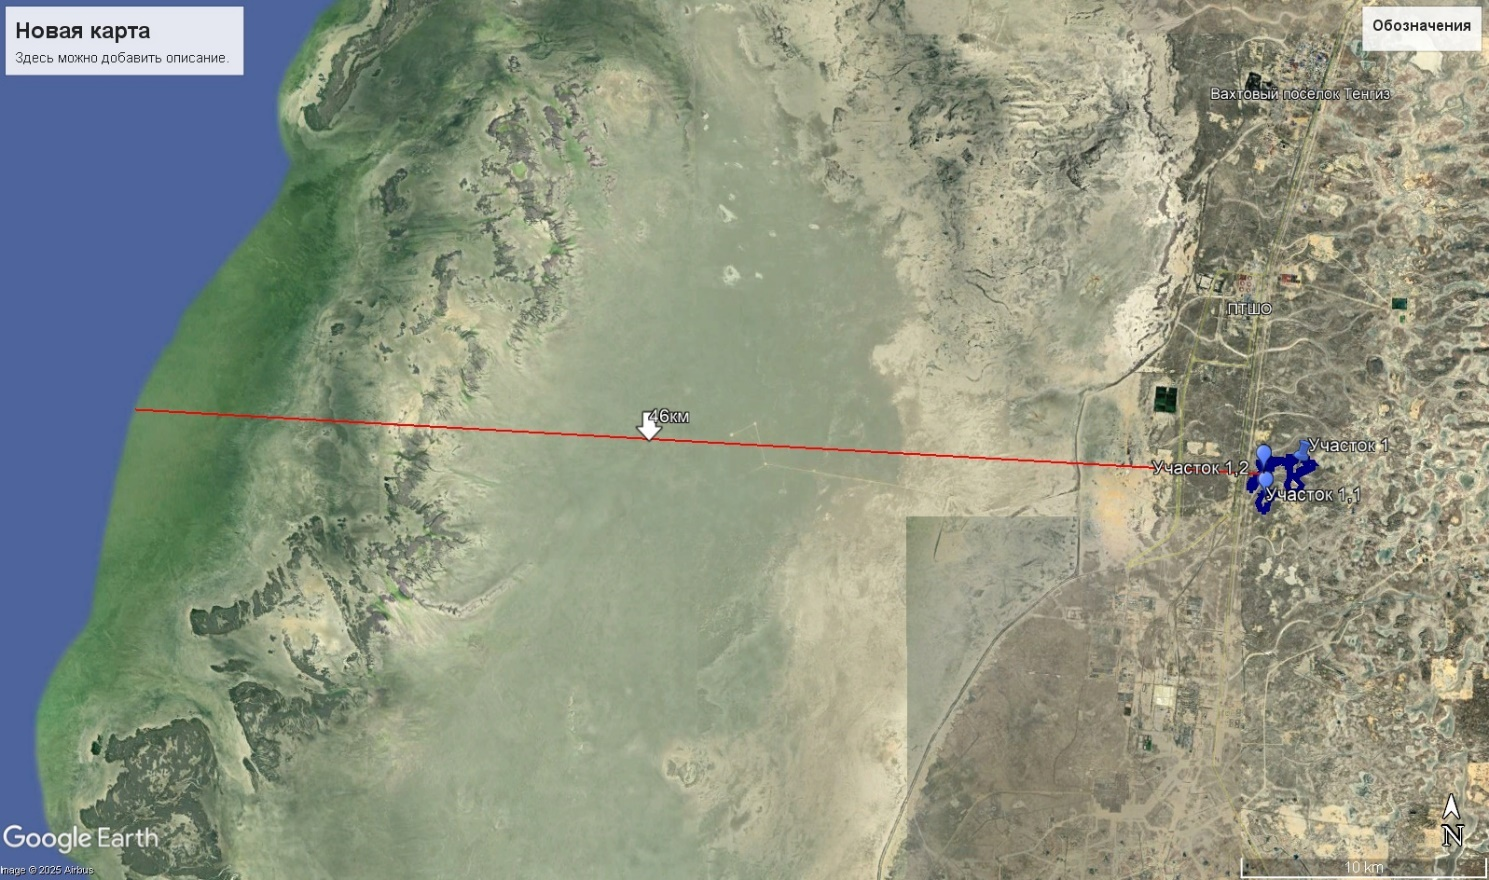 Новая карта
Здесь можно добавить описание.
Обозначения
Вахтовый поселок Тенгиз
ПТШО
46км
Участок 1
Участок 1,2
Участок 1,1
Google Earth
Image © 2025 Airbus
N
10 km